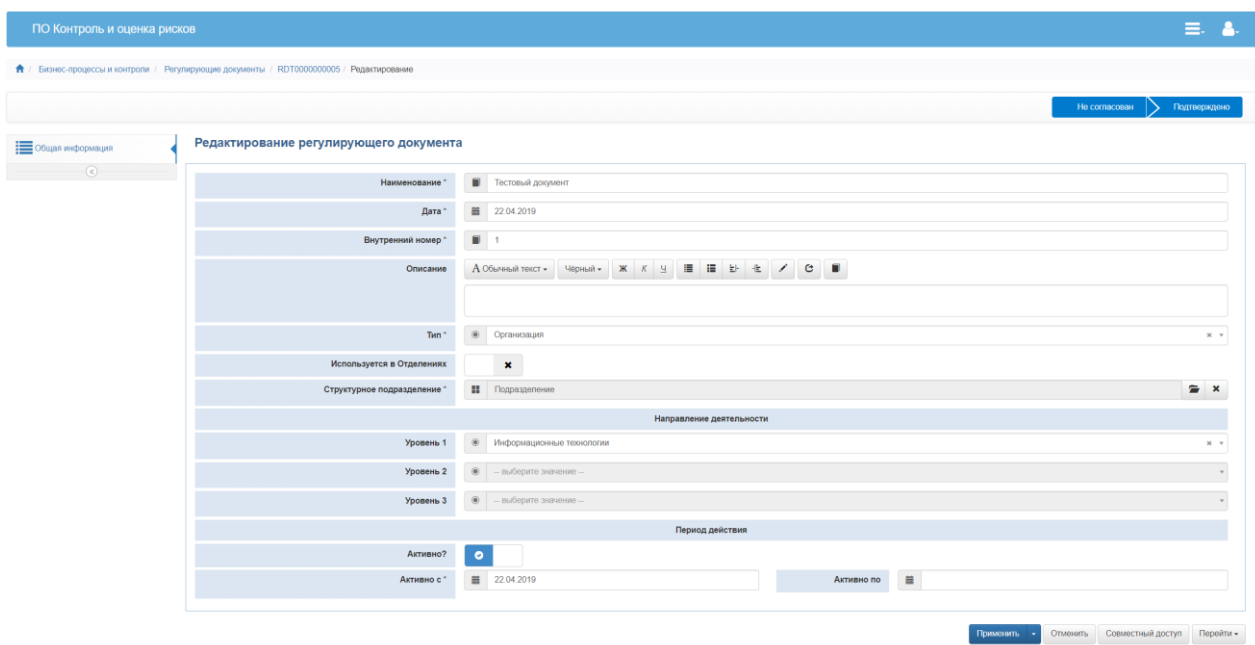 ПО Контроль и оценка рисков
/ Бизнес-процессы и контроли / Регулирующие документы / RDT0000000005 / Редактирование
Не согласован Подтверждено
Общая информация
Редактирование регулирующего документа
Наименование * Тестовый документ
Дата * 22.04.2019
Внутренний номер * 1
Описание A Обычный текст Черный Ж К Ч
Тип * Организация
Используется в Отделениях
Структурное подразделение * Подразделение
Направление деятельности
Уровень 1 Информационные технологии
Уровень 2 -- выберите значение --
Уровень 3 -- выберите значение --
Период действия
Активно?
Активно с * 22.04.2019 Активно по
Применить Отменить Совместный доступ Перейти